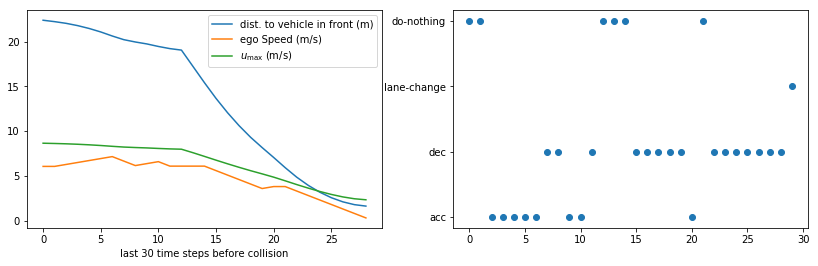 dist. to vehicle in front (m)
ego Speed (m/s)
u_max (m/s)
20
15
10
5
0
0
5
10
15
20
25
last 30 time steps before collision
do-nothing
lane-change
dec
acc
0
5
10
15
20
25
30